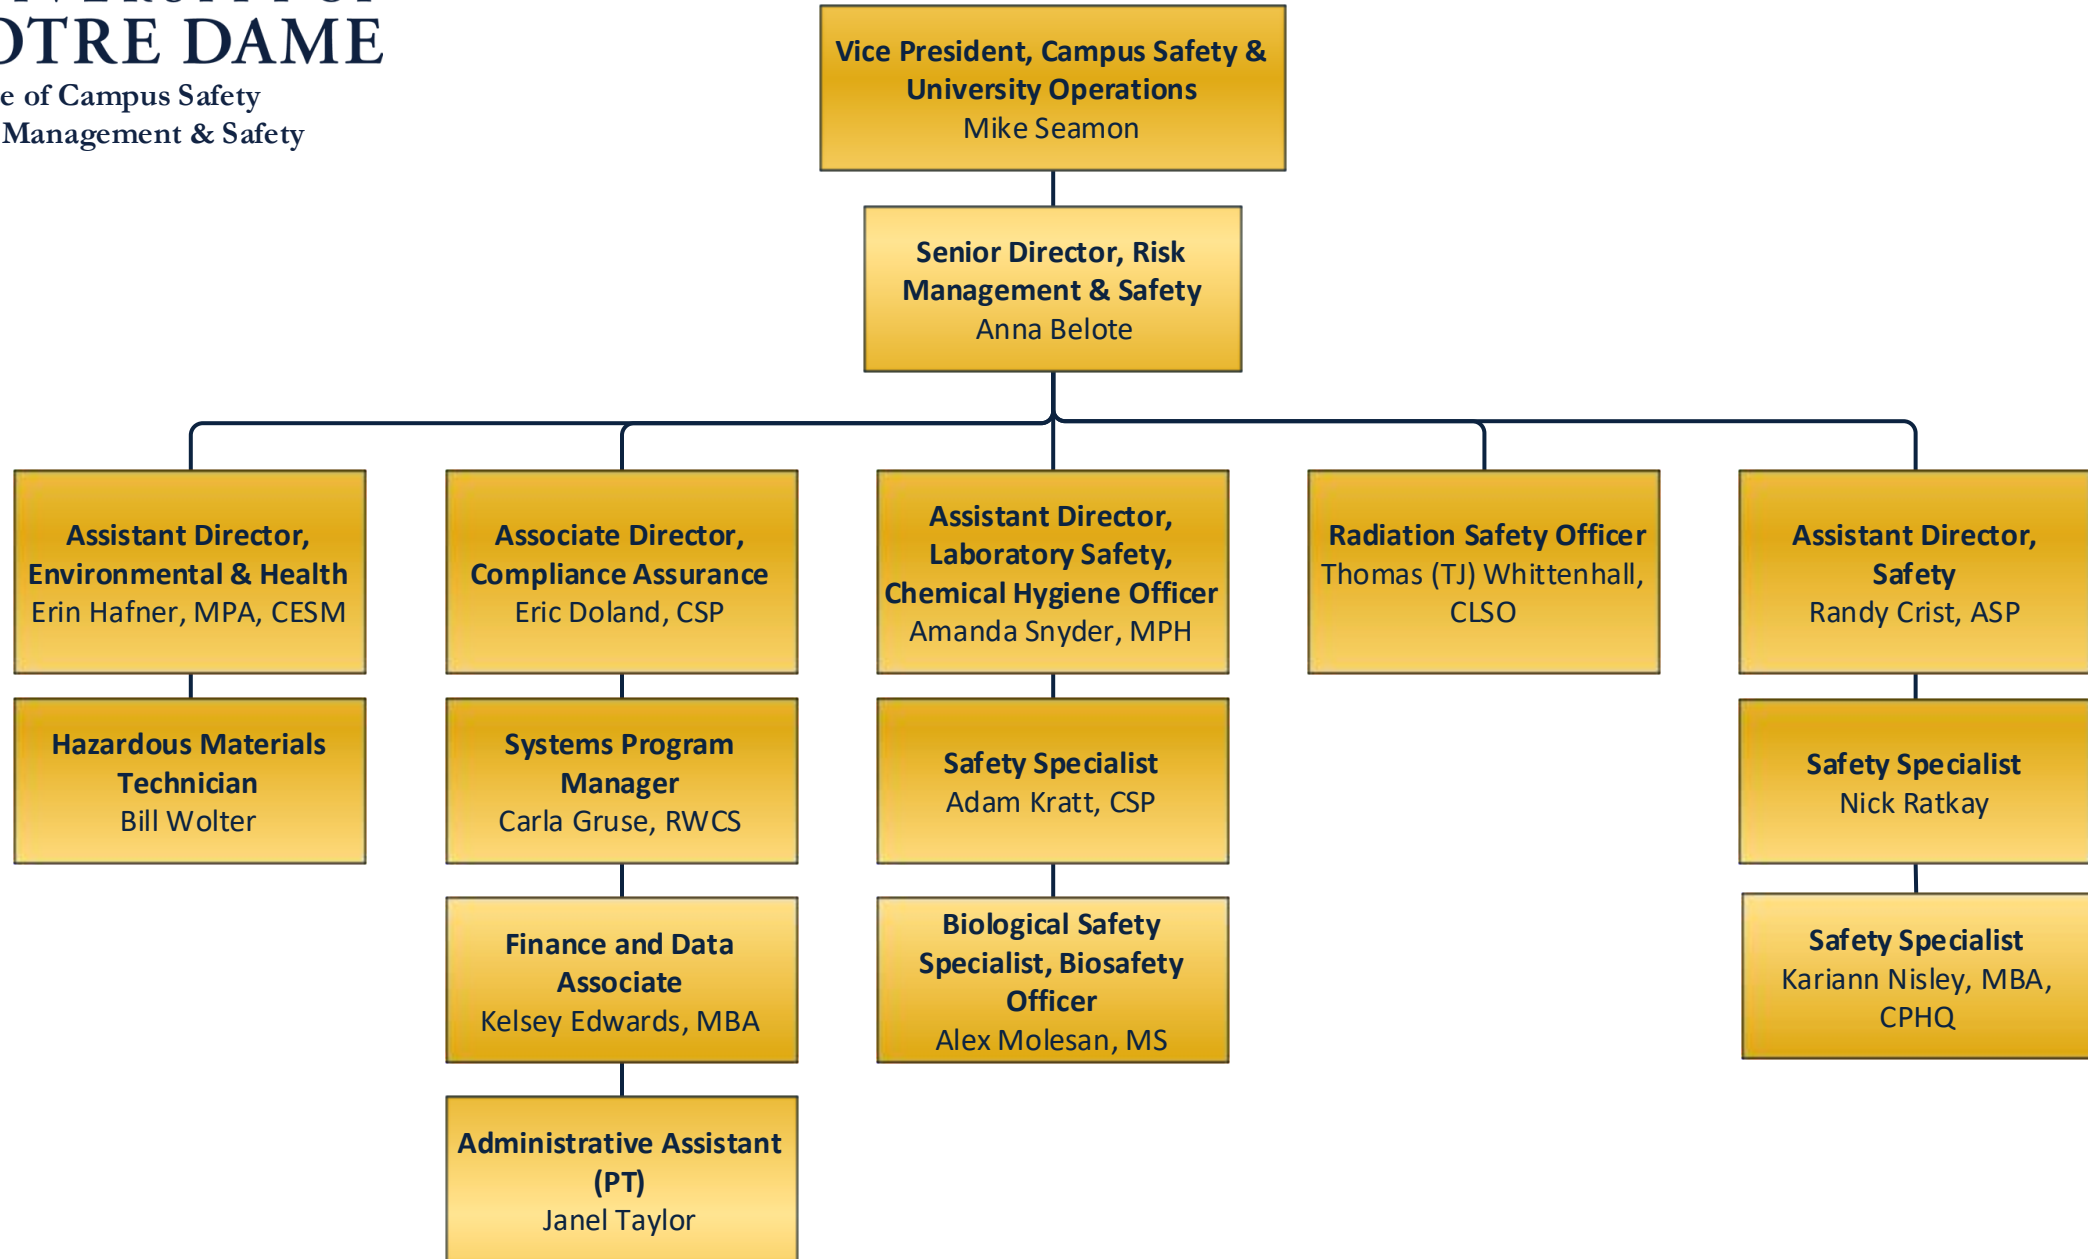 OTRE DAME
e of Campus Safety
Management & Safety
Vice President, Campus Safety &
University Operations
Mike Seamon
Senior Director, Risk
Management & Safety
Anna Belote
Assistant Director,
Environmental & Health
Erin Hafner, MPA, CESM
Associate Director,
Compliance Assurance
Eric Doland, CSP
Assistant Director,
Laboratory Safety,
Chemical Hygiene Officer
Amanda Snyder, MPH
Radiation Safety Officer
Thomas (TJ) Whittenhall,
CLSO
Assistant Director,
Safety
Randy Crist, ASP
Hazardous Materials
Technician
Bill Wolter
Systems Program
Manager
Carla Gruse, RWCS
Safety Specialist
Adam Kratt, CSP
Safety Specialist
Nick Ratkay
Finance and Data
Associate
Kelsey Edwards, MBA
Biological Safety
Specialist, Biosafety
Officer
Alex Molesan, MS
Safety Specialist
Kariann Nisley, MBA,
CPHQ
Administrative Assistant
(PT)
Janel Taylor